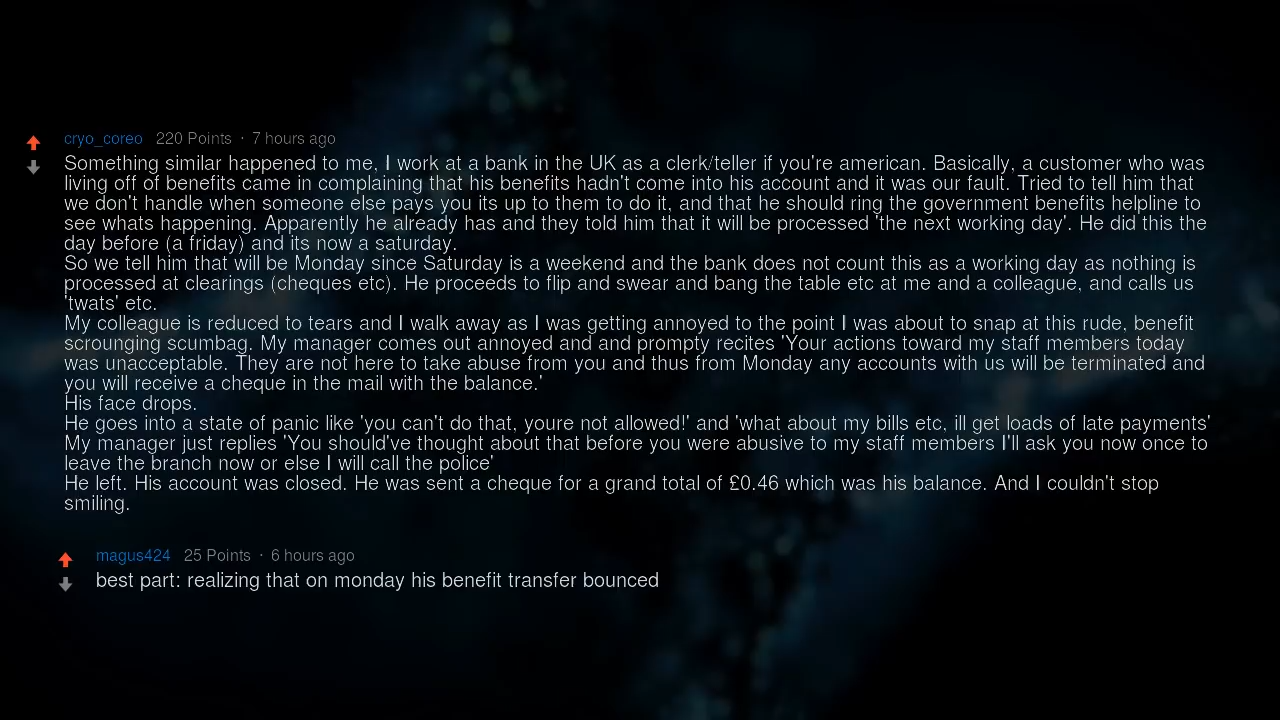 cryo_coreo 220 Points · 7 hours ago
Something similar happened to me, I work at a bank in the UK as a clerk/teller if you're american. Basically, a customer who was
living off of benefits came in complaining that his benefits hadn't come into his account and it was our fault. Tried to tell him that
we don't handle when someone else pays you its up to them to do it, and that he should ring the government benefits helpline to
see whats happening. Apparently he already has and they told him that it will be processed 'the next working day'. He did this the
day before (a friday) and its now a saturday.
So we tell him that will be Monday since Saturday is a weekend and the bank does not count this as a working day as nothing is
processed at clearings (cheques etc). He proceeds to flip and swear and bang the table etc at me and a colleague, and calls us
'twats' etc.
My colleague is reduced to tears and I walk away as I was getting annoyed to the point I was about to snap at this rude, benefit
scrounging scumbag. My manager comes out annoyed and and prompty recites 'Your actions toward my staff members today
was unacceptable. They are not here to take abuse from you and thus from Monday any accounts with us will be terminated and
you will receive a cheque in the mail with the balance.'
His face drops.
He goes into a state of panic like 'you can't do that, youre not allowed!' and 'what about my bills etc, ill get loads of late payments'
My manager just replies 'You should've thought about that before you were abusive to my staff members I'll ask you now once to
leave the branch now or else I will call the police'
He left. His account was closed. He was sent a cheque for a grand total of £0.46 which was his balance. And I couldn't stop
smiling.
magus424 25 Points · 6 hours ago
best part: realizing that on monday his benefit transfer bounced